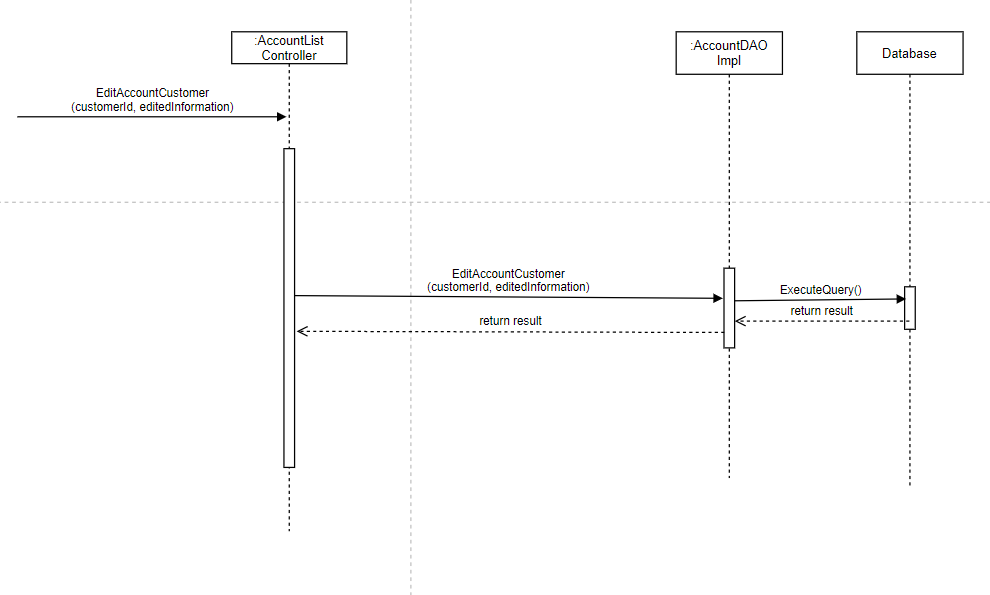 :AccountList
Controller
:AccountDAO
Impl
Database
EditAccountCustomer
(customerId, editedInformation)
EditAccountCustomer
(customerId, editedInformation)
ExecuteQuery()
return result
return result